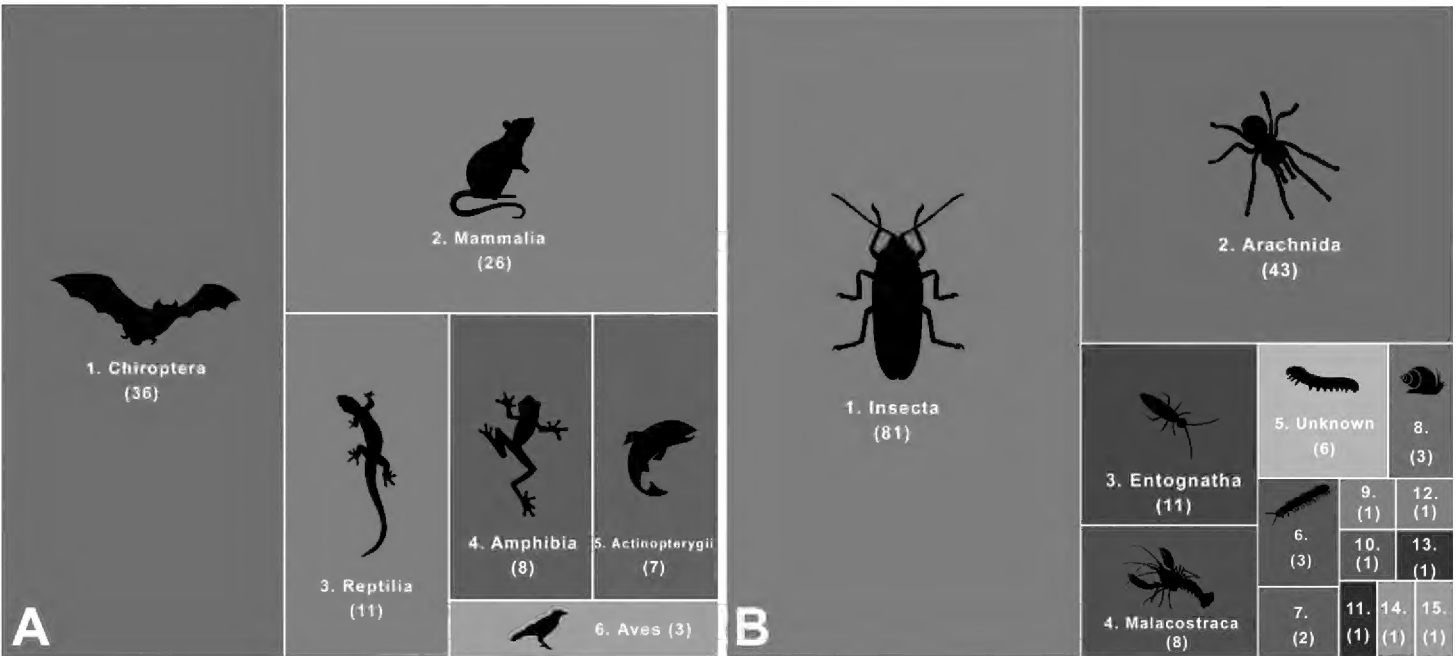 1. Chiroptera
(36)
2. Mammalia
(26)
3. Reptilia
(11)
4. Amphibia
(8)
5. Actinopterygii
(7)
6. Aves (3)
A
1. Insecta
(81)
2. Arachnida
(43)
3. Entognatha
(11)
4. Malacostraca
(8)
5. Unknown
(6)
6.
(3)
7.
(2)
8.
(3)
9.
(1)
10.
(1)
11.
(1)
12.
(1)
13.
(1)
14.
(1)
15.
(1)
B